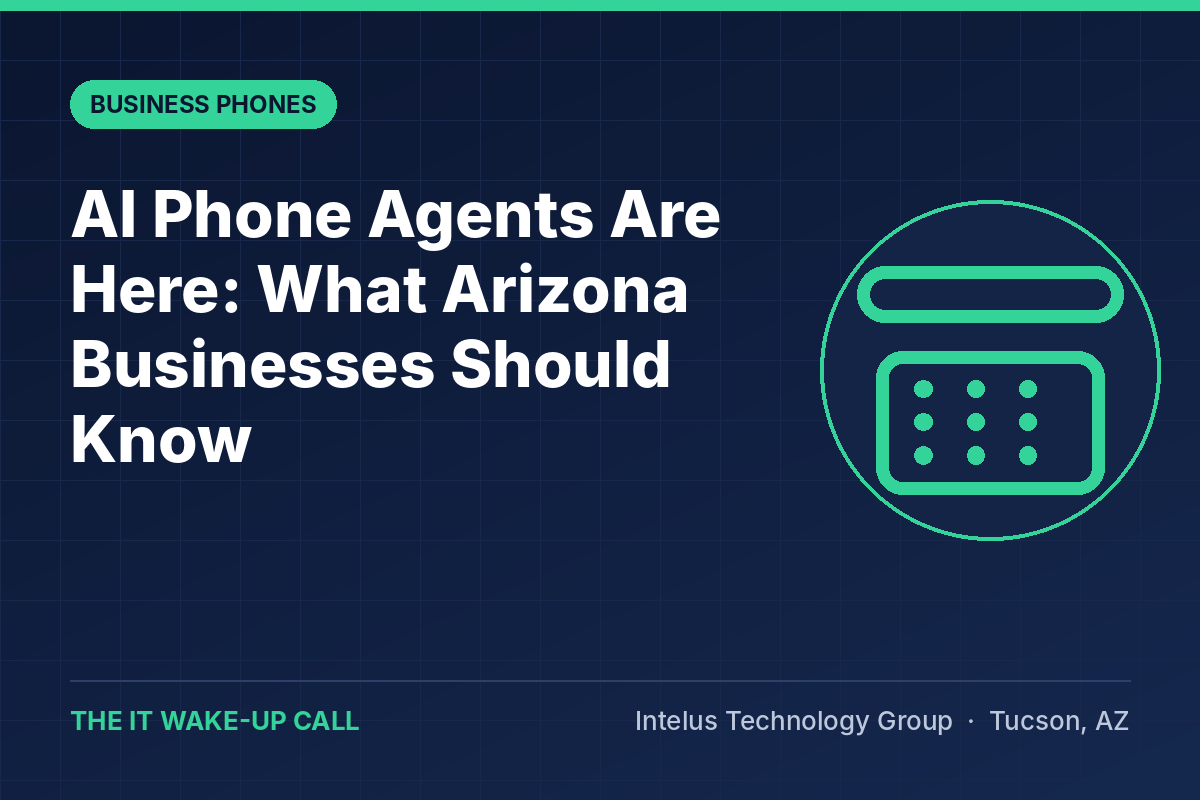 BUSINESS PHONES
AI Phone Agents Are
Here: What Arizona
Businesses Should
Know
THE IT WAKE-UP CALL
Intelus Technology Group · Tucson, AZ